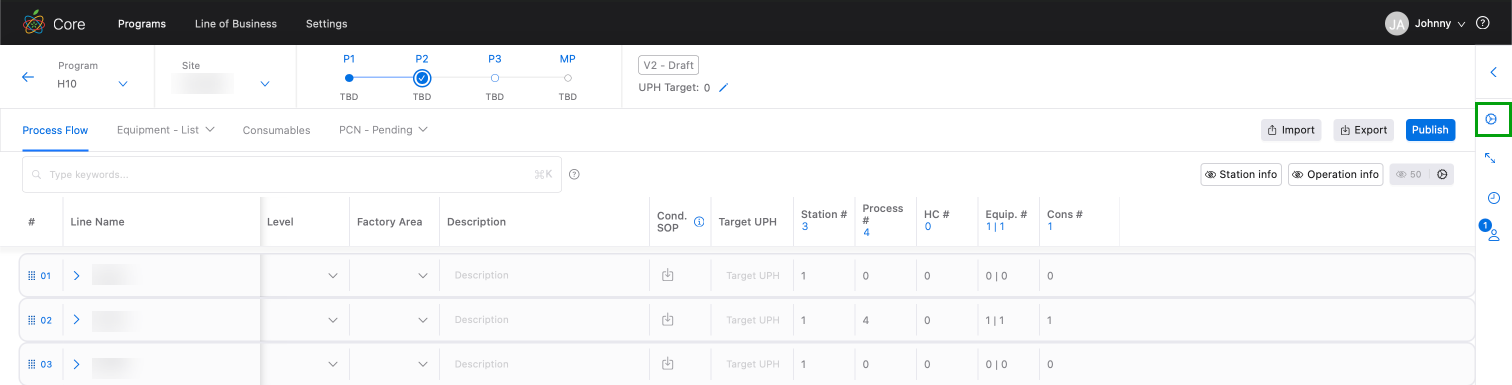 Core Programs Line of Business Settings JA Johnny
Program Site P1 P2 P3 MP V2 - Draft
H10 UPH Target: 0
TBD TBD TBD TBD
Process Flow Equipment - List Consumables PCN - Pending Import Export Publish
Type keywords... ⌘K Station info Operation info 50
# Line Name Level Factory Area Description Cond. SOP Target UPH Station # 3 Process # 4 HC # 0 Equip. # 1 | 1 Cons # 1
1
01 Description Target UPH 1 0 0 0 | 0 0
02 Description Target UPH 1 4 0 1 | 1 1
03 Description Target UPH 1 0 0 0 | 0 0